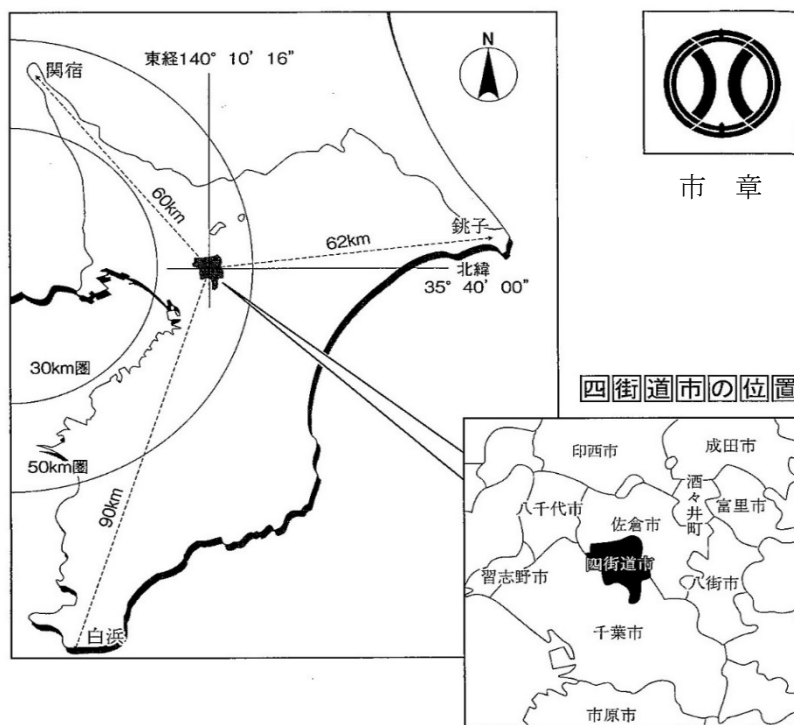 東経140° 10′ 16″
N
関宿
60km
銚子
62km
北緯
35° 40′ 00″
30km圏
50km圏
90km
白浜
市 章
四街道市の位置
印西市
成田市
酒々井町
富里市
八千代市
佐倉市
四街道市
習志野市
八街市
千葉市
市原市